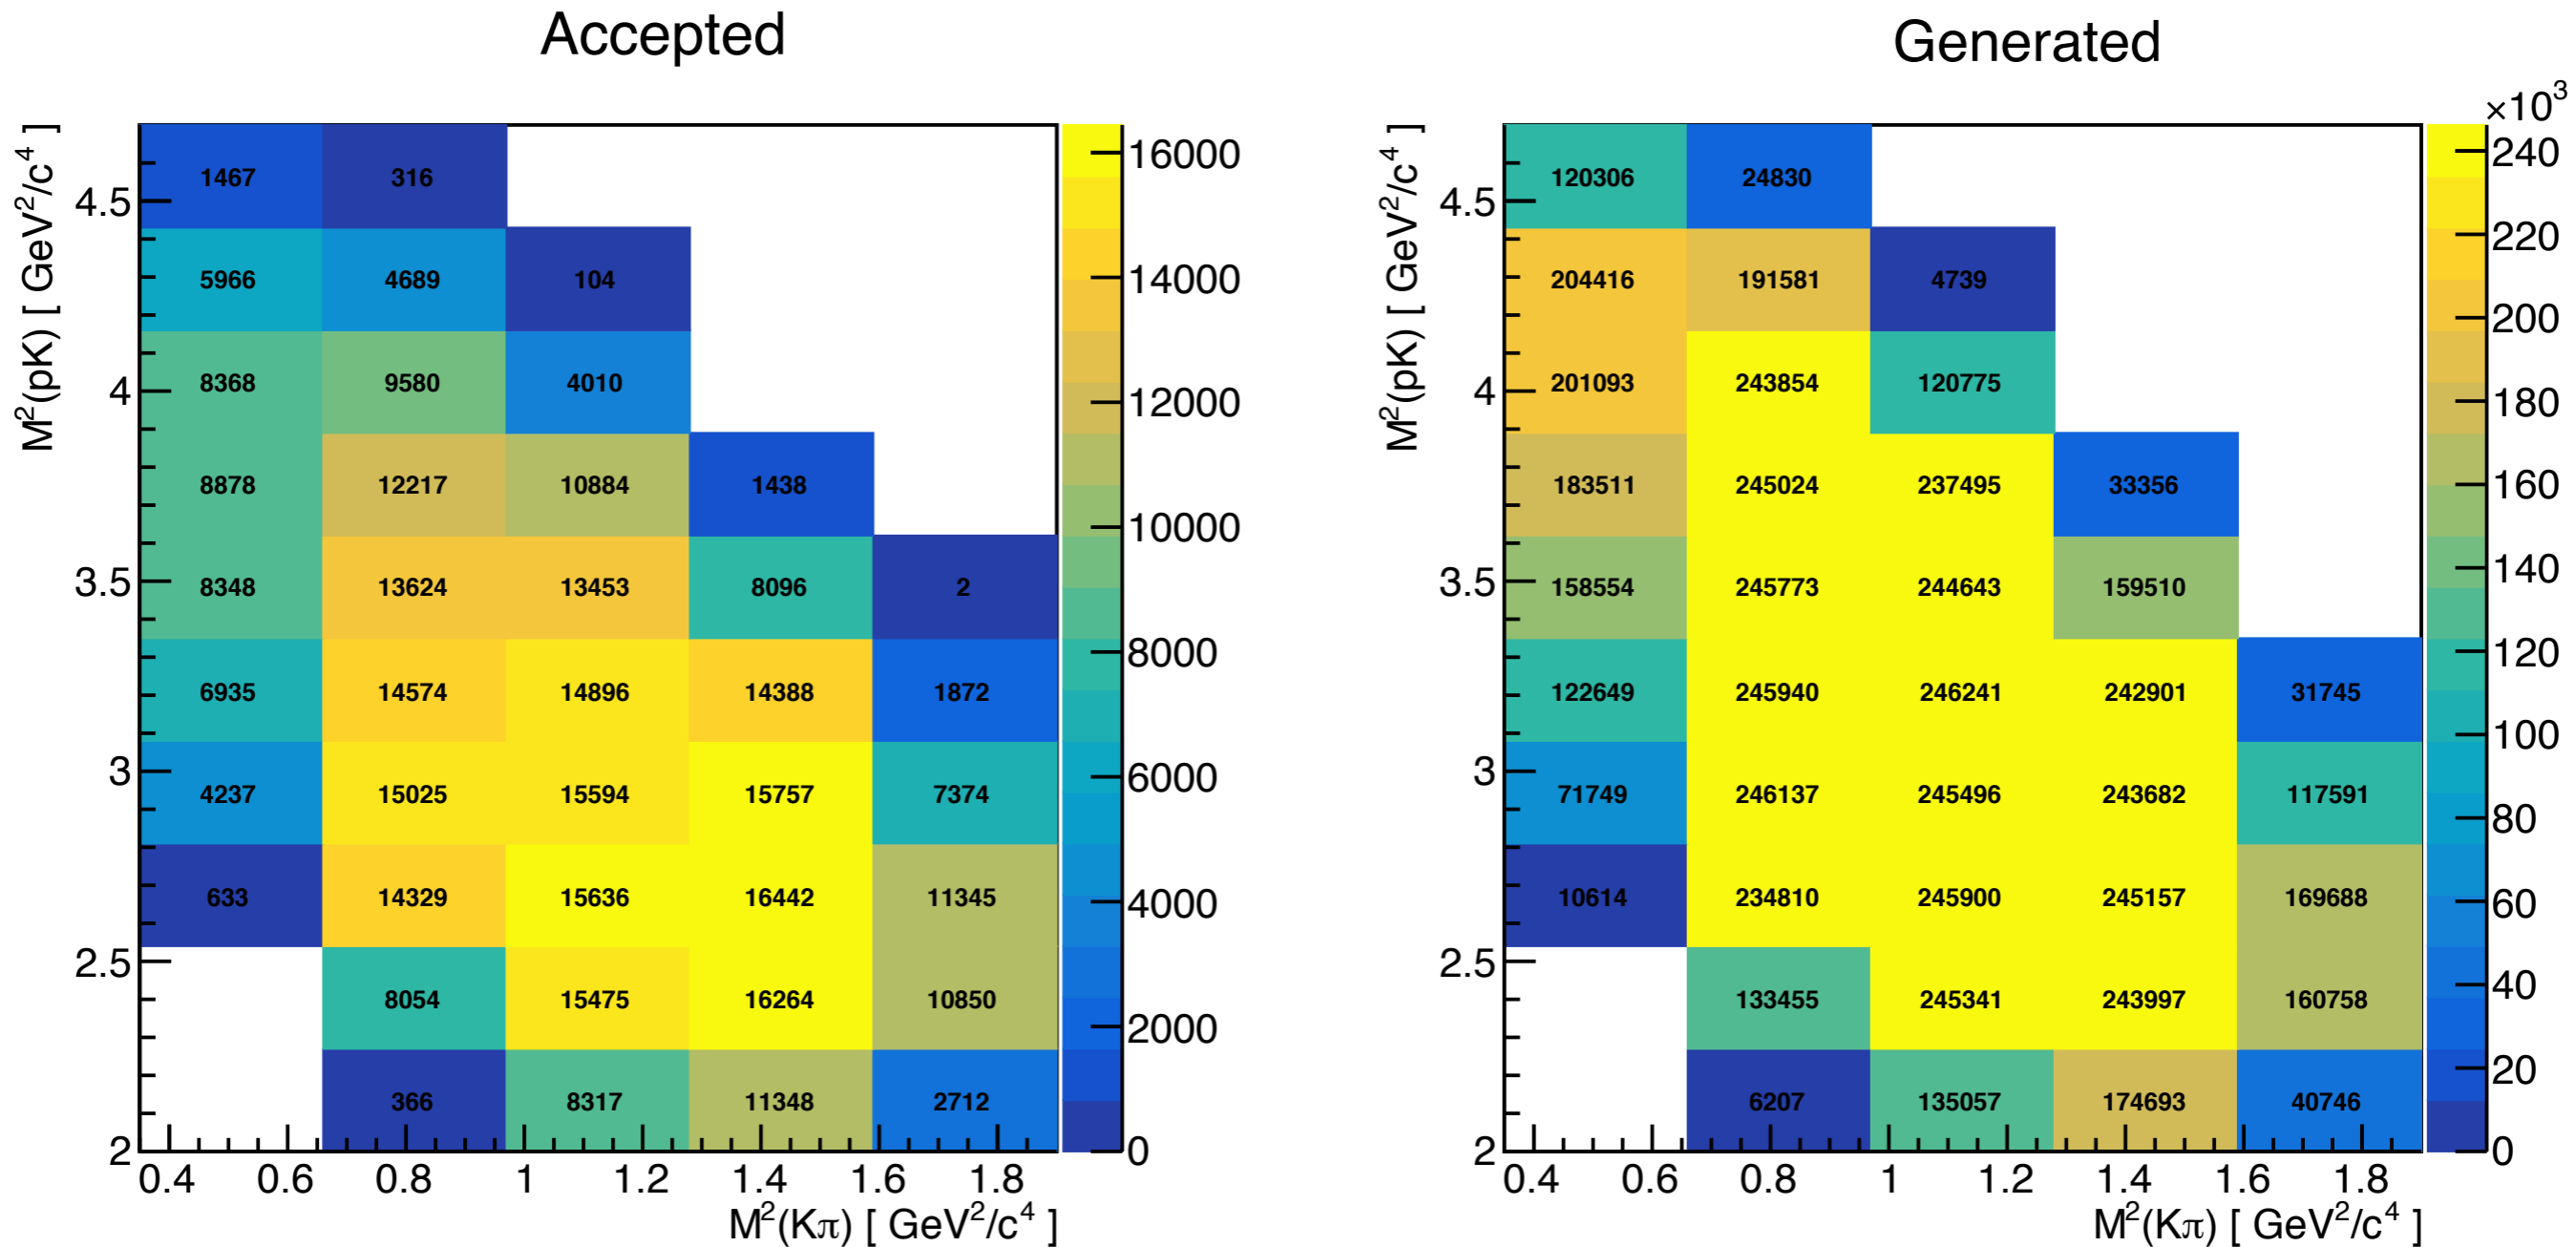 Accepted
M²(pK) [ GeV²/c⁴ ]
4.5
4
3.5
3
2.5
2
1467 316
5966 4689 104
8368 9580 4010
8878 12217 10884 1438
8348 13624 13453 8096 2
6935 14574 14896 14388 1872
4237 15025 15594 15757 7374
633 14329 15636 16442 11345
8054 15475 16264 10850
366 8317 11348 2712
0.4 0.6 0.8 1 1.2 1.4 1.6 1.8
M²(Kπ) [ GeV²/c⁴ ]
16000
14000
12000
10000
8000
6000
4000
2000
0
Generated
M²(pK) [ GeV²/c⁴ ]
4.5
4
3.5
3
2.5
2
120306 24830
204416 191581 4739
201093 243854 120775
183511 245024 237495 33356
158554 245773 244643 159510
122649 245940 246241 242901 31745
71749 246137 245496 243682 117591
10614 234810 245900 245157 169688
133455 245341 243997 160758
6207 135057 174693 40746
0.4 0.6 0.8 1 1.2 1.4 1.6 1.8
M²(Kπ) [ GeV²/c⁴ ]
×10³
240
220
200
180
160
140
120
100
80
60
40
20
0